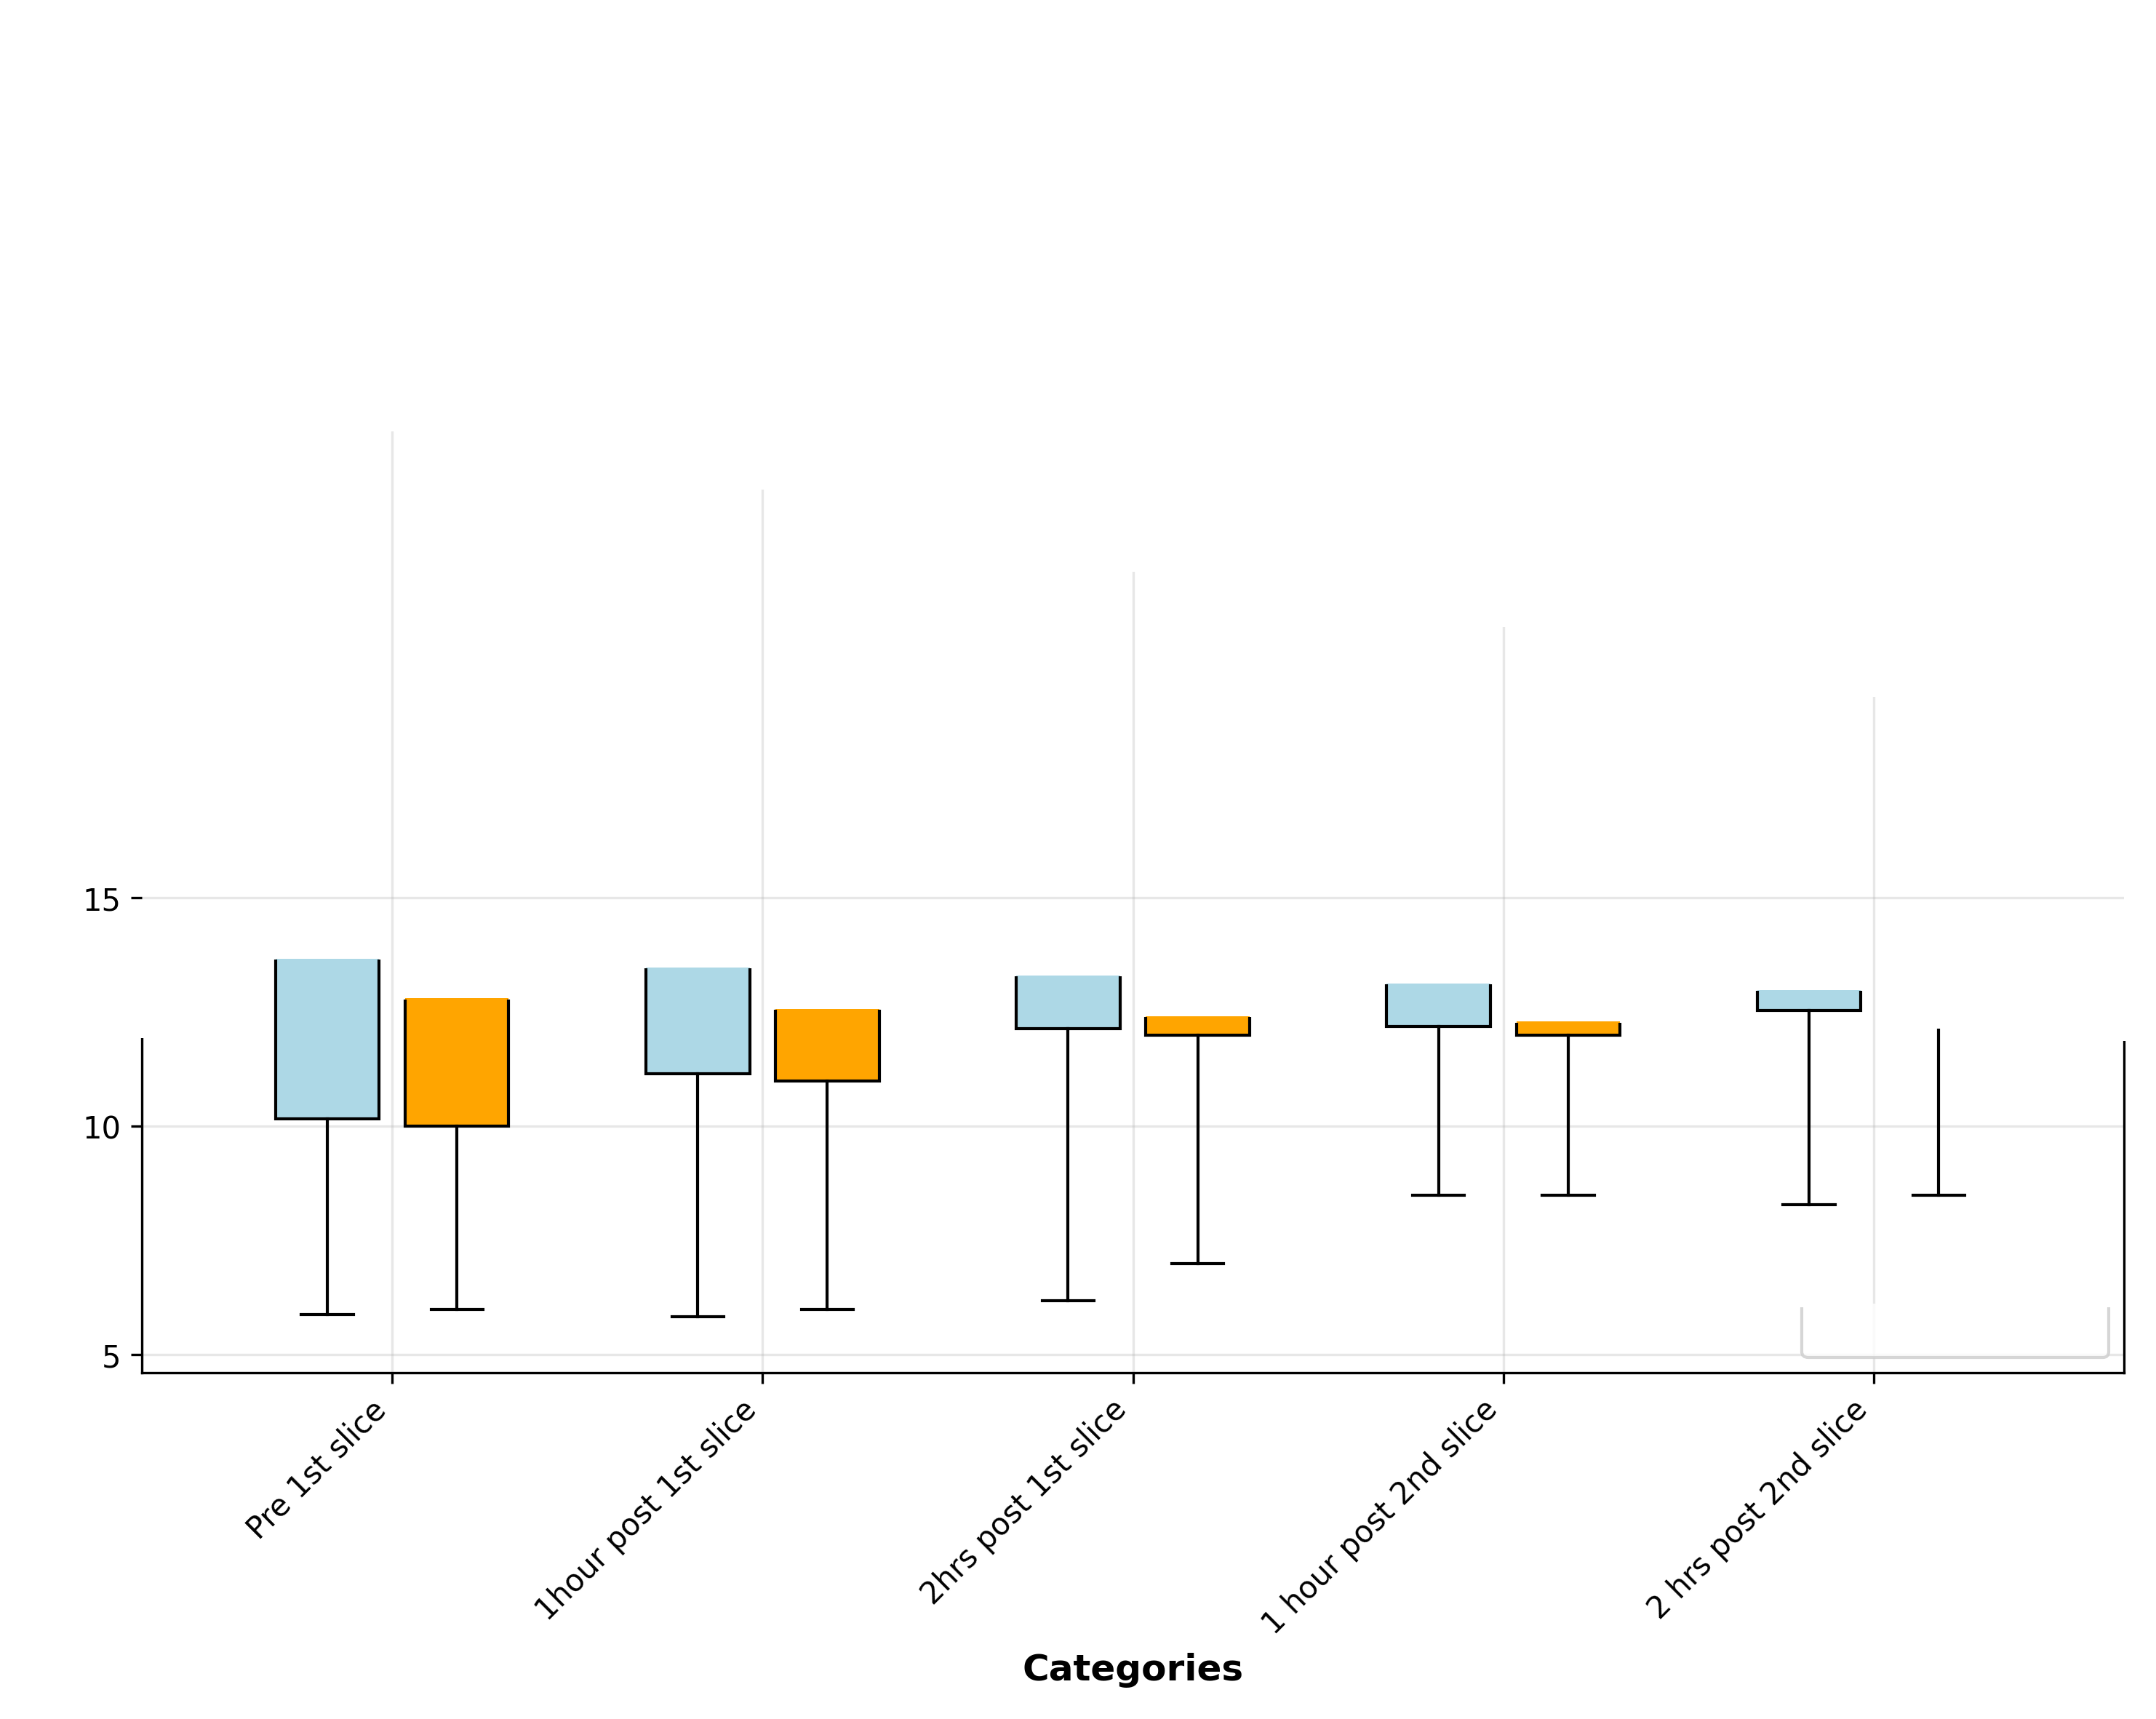 15
10
5
Pre 1st slice
1hour post 1st slice
2hrs post 1st slice
1 hour post 2nd slice
2 hrs post 2nd slice
Categories